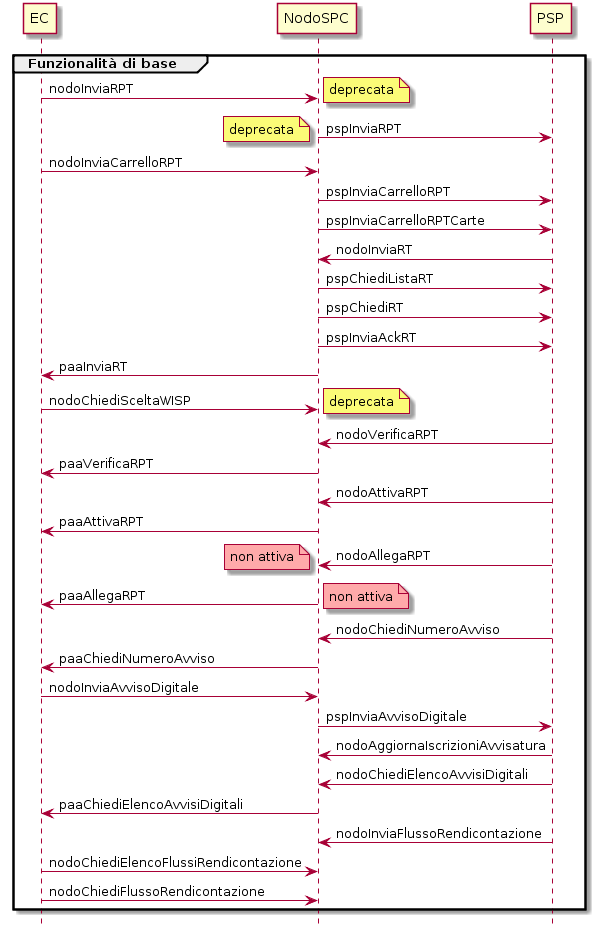 EC
NodoSPC
PSP
Funzionalità di base
nodoInviaRPT
deprecata
deprecata
pspInviaRPT
nodoInviaCarrelloRPT
pspInviaCarrelloRPT
pspInviaCarrelloRPTCarte
nodoInviaRT
pspChiediListaRT
pspChiediRT
pspInviaAckRT
paaInviaRT
nodoChiediSceltaWISP
deprecata
nodoVerificaRPT
paaVerificaRPT
nodoAttivaRPT
paaAttivaRPT
non attiva
nodoAllegaRPT
paaAllegaRPT
non attiva
nodoChiediNumeroAvviso
paaChiediNumeroAvviso
nodoInviaAvvisoDigitale
pspInviaAvvisoDigitale
nodoAggiornaIscrizioniAvvisatura
nodoChiediElencoAvvisiDigitali
paaChiediElencoAvvisiDigitali
nodoInviaFlussoRendicontazione
nodoChiediElencoFlussiRendicontazione
nodoChiediFlussoRendicontazione